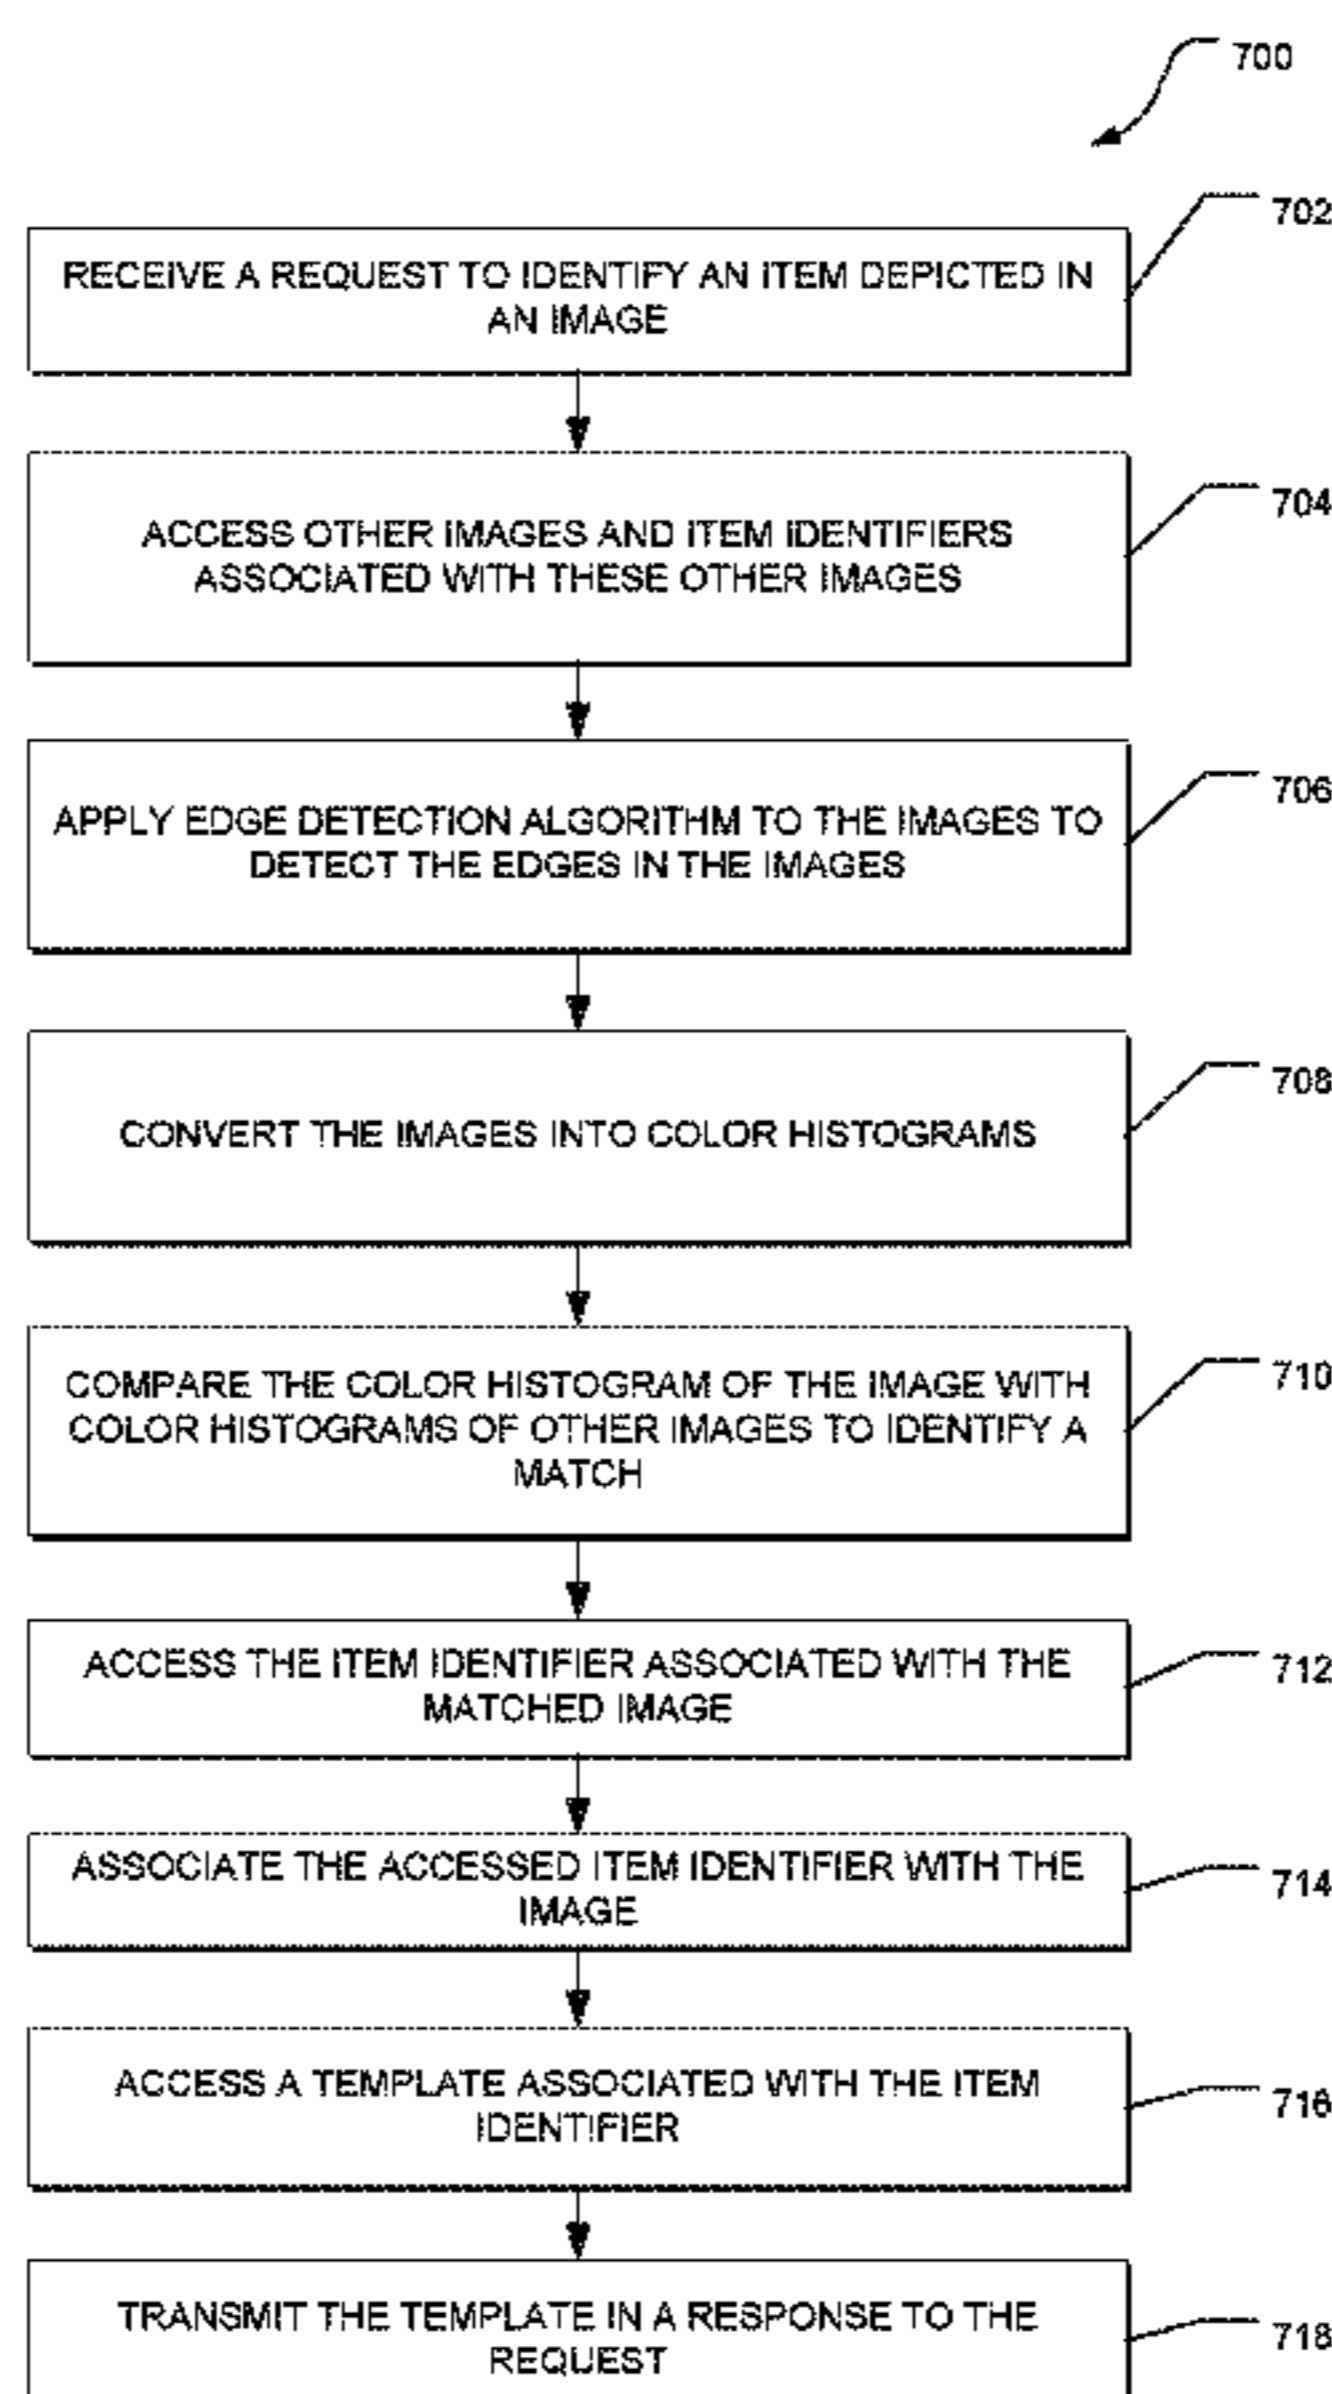 700
702
RECEIVE A REQUEST TO IDENTIFY AN ITEM DEPICTED IN
AN IMAGE
704
ACCESS OTHER IMAGES AND ITEM IDENTIFIERS
ASSOCIATED WITH THESE OTHER IMAGES
706
APPLY EDGE DETECTION ALGORITHM TO THE IMAGES TO
DETECT THE EDGES IN THE IMAGES
708
CONVERT THE IMAGES INTO COLOR HISTOGRAMS
710
COMPARE THE COLOR HISTOGRAM OF THE IMAGE WITH
COLOR HISTOGRAMS OF OTHER IMAGES TO IDENTIFY A
MATCH
712
ACCESS THE ITEM IDENTIFIER ASSOCIATED WITH THE
MATCHED IMAGE
714
ASSOCIATE THE ACCESSED ITEM IDENTIFIER WITH THE
IMAGE
716
ACCESS A TEMPLATE ASSOCIATED WITH THE ITEM
IDENTIFIER
718
TRANSMIT THE TEMPLATE IN A RESPONSE TO THE
REQUEST